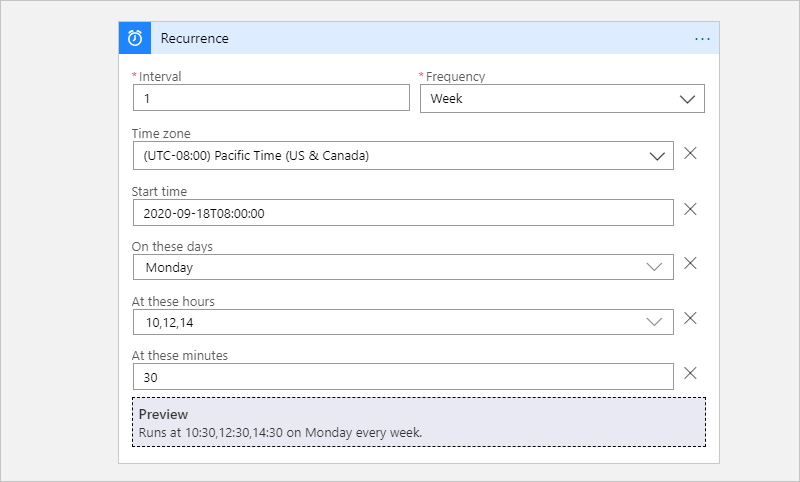 Recurrence
* Interval
* Frequency
1
Week
Time zone
(UTC-08:00) Pacific Time (US & Canada)
Start time
2020-09-18T08:00:00
On these days
Monday
At these hours
10,12,14
At these minutes
30
Preview
Runs at 10:30,12:30,14:30 on Monday every week.